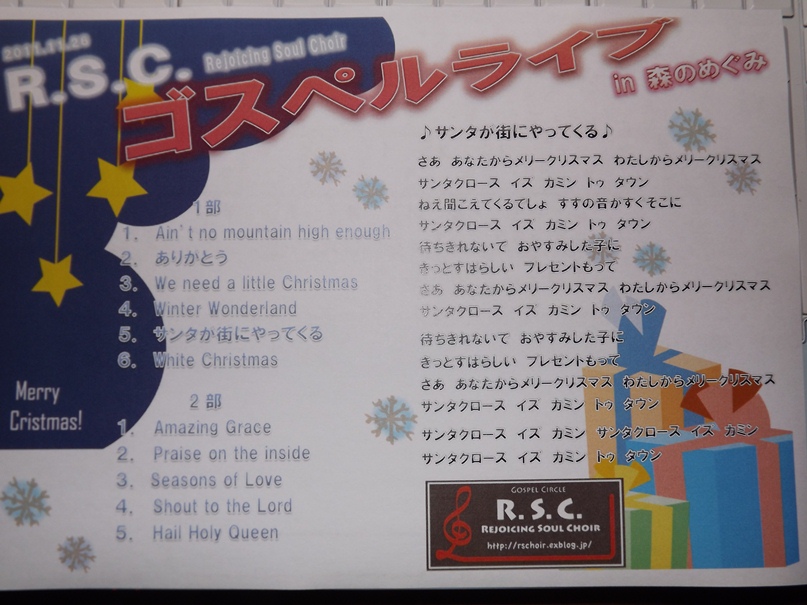 2011.11.26
R.S.C. Rejoicing Soul Choir
ゴスペルライブ
in 森のめぐみ
1部
1. Ain't no mountain high enough
2. ありがとう
3. We need a little Christmas
4. Winter Wonderland
5. サンタが街にやってくる
6. White Christmas
2部
1. Amazing Grace
2. Praise on the inside
3. Seasons of Love
4. Shout to the Lord
5. Hail Holy Queen
Merry
Cristmas!
♪サンタが街にやってくる♪
さあ あなたからメリークリスマス わたしからメリークリスマス
サンタクロース イズ カミン トゥ タウン
ねえ聞こえてくるでしょ すずの音がすぐそこに
サンタクロース イズ カミン トゥ タウン
待ちきれないで おやすみした子に
きっとすばらしい プレゼントもって
さあ あなたからメリークリスマス わたしからメリークリスマス
サンタクロース イズ カミン トゥ タウン
待ちきれないで おやすみした子に
きっとすばらしい プレゼントもって
さあ あなたからメリークリスマス わたしからメリークリスマス
サンタクロース イズ カミン トゥ タウン
サンタクロース イズ カミン サンタクロース イズ カミン
サンタクロース イズ カミン トゥ タウン
GOSPEL CIRCLE
R.S.C.
REJOICING SOUL CHOIR
http://rschoir.exblog.jp/